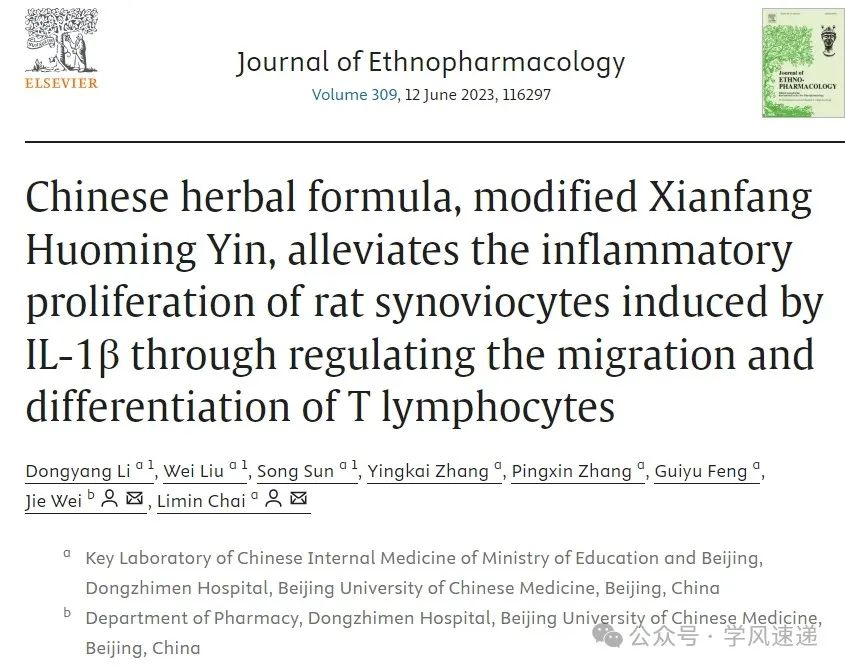 ELSEVIER
Journal of Ethnopharmacology
Volume 309, 12 June 2023, 116297
Journal of
ETHNO-
PHARMACOLOGY
Chinese herbal formula, modified Xianfang
Huoming Yin, alleviates the inflammatory
proliferation of rat synoviocytes induced by
IL-1β through regulating the migration and
differentiation of T lymphocytes
Dongyang Li a 1, Wei Liu a 1, Song Sun a 1, Yingkai Zhang a, Pingxin Zhang a, Guiyu Feng a,
Jie Wei b, Limin Chai a
a Key Laboratory of Chinese Internal Medicine of Ministry of Education and Beijing,
Dongzhimen Hospital, Beijing University of Chinese Medicine, Beijing, China
b Department of Pharmacy, Dongzhimen Hospital, Beijing University of Chinese Medicine,
Beijing, China
公众号 · 学风速递